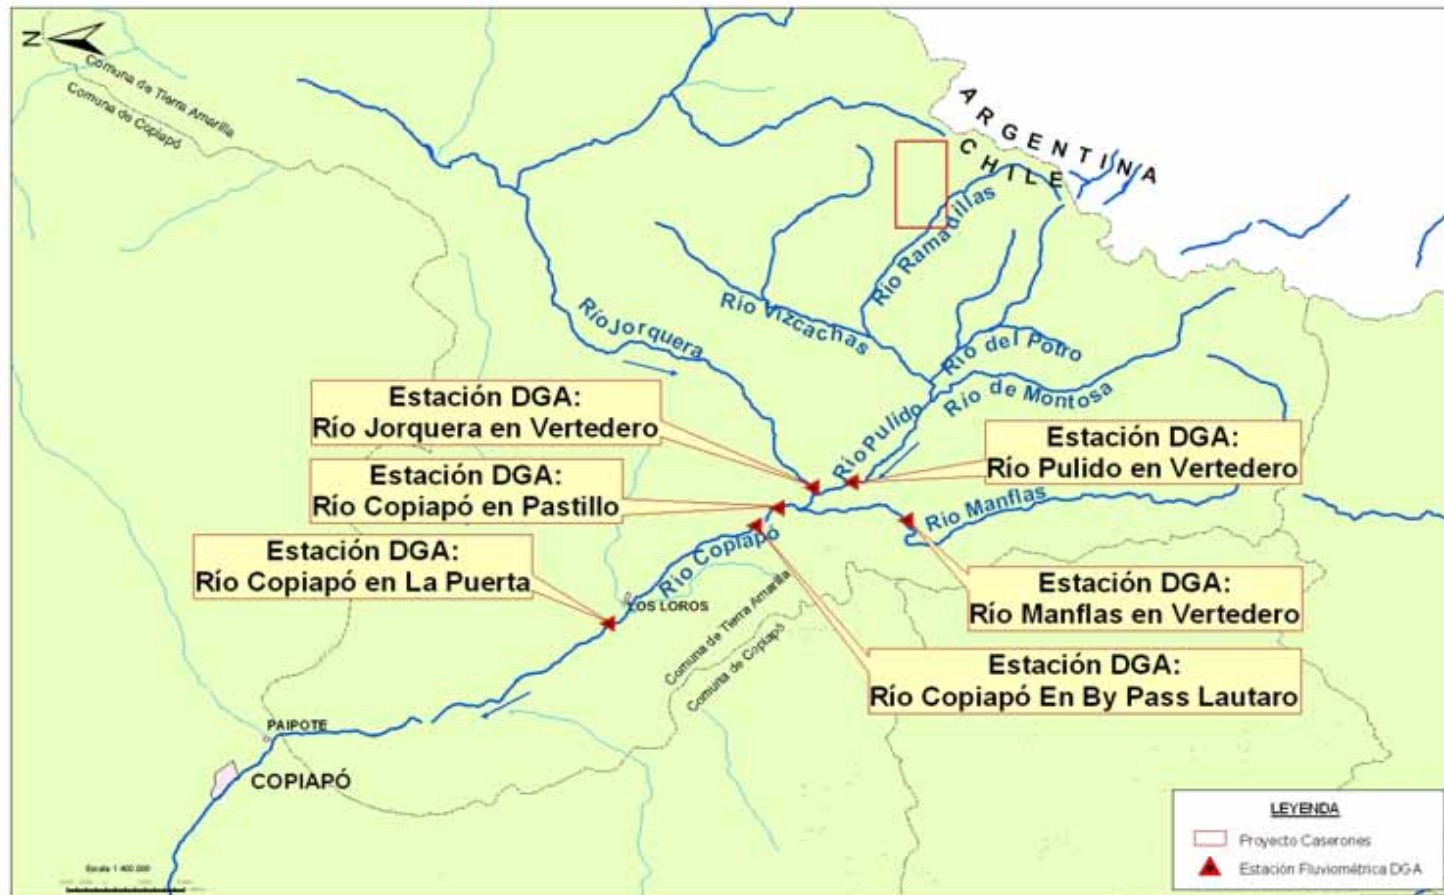 N
Comuna de Tierra Amarilla
Comuna de Copiapó
ARGENTINA
CHILE
Río Ramadillas
Río Vizcachas
Río Jorquera
Río del Potro
Río de Montosa
Río Pulido
Estación DGA:
Río Jorquera en Vertedero
Estación DGA:
Río Pulido en Vertedero
Estación DGA:
Río Copiapó en Pastillo
Río Manflas
Río Copiapó
Estación DGA:
Río Copiapó en La Puerta
Estación DGA:
Río Manflas en Vertedero
LOS LOROS
Comuna de Tierra Amarilla
Comuna de Copiapó
Estación DGA:
Río Copiapó En By Pass Lautaro
PAIPOTE
COPIAPÓ
LEYENDA
Proyecto Caserones
Estación Fluviométrica DGA
Escala 1:400.000